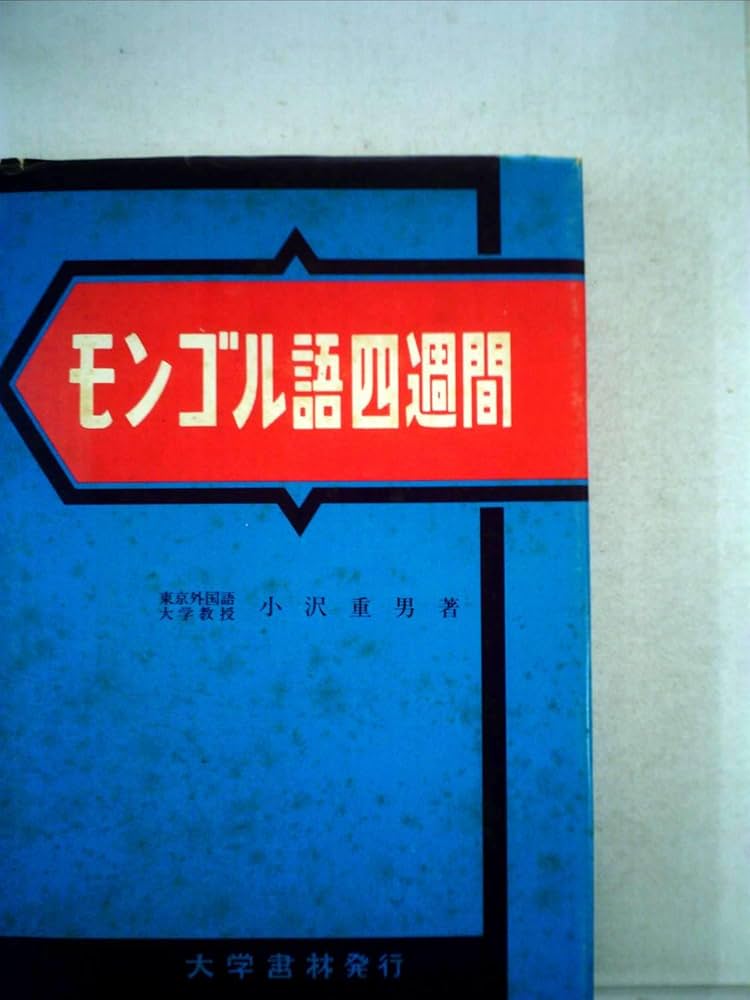 モンゴル語四週間
東京外国語
大学教授
小沢重男著
大学書林発行